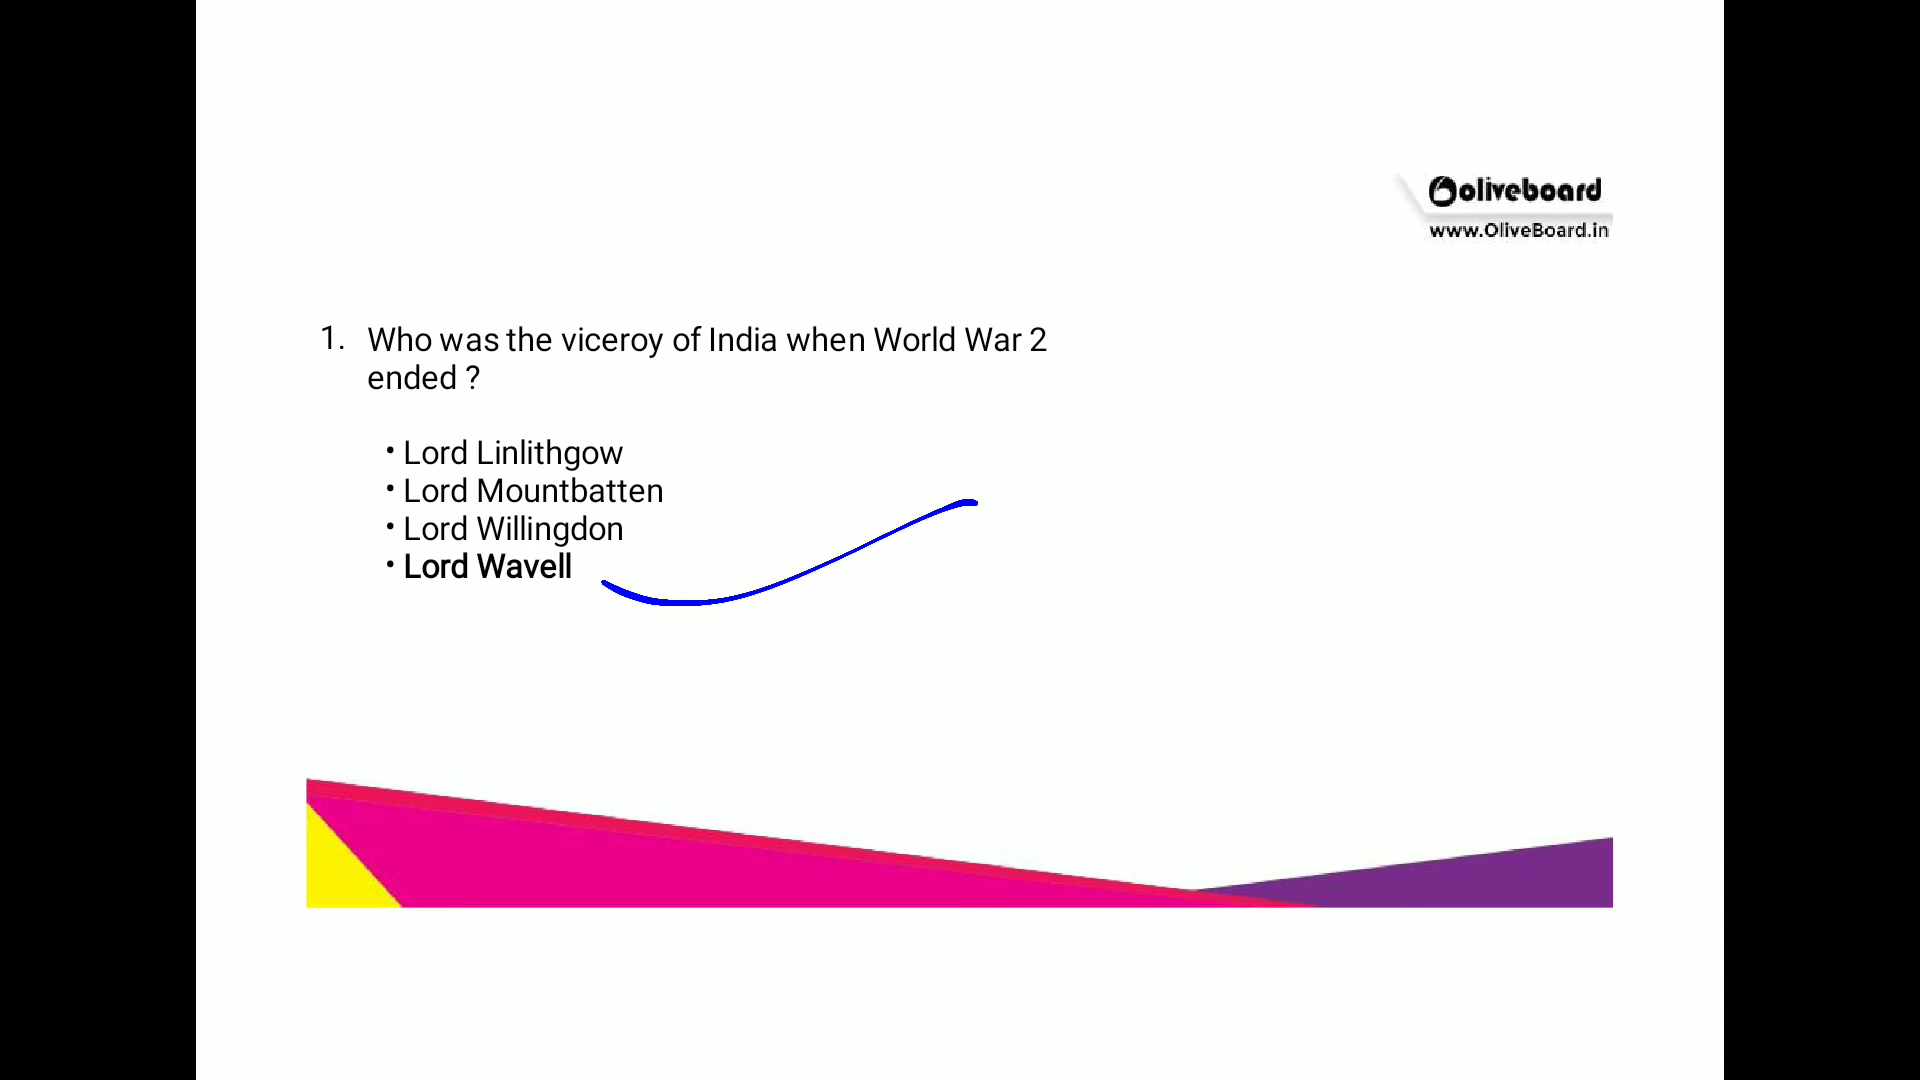 oliveboard
www.OliveBoard.in
1. Who was the viceroy of India when World War 2
ended ?
• Lord Linlithgow
• Lord Mountbatten
• Lord Willingdon
• Lord Wavell